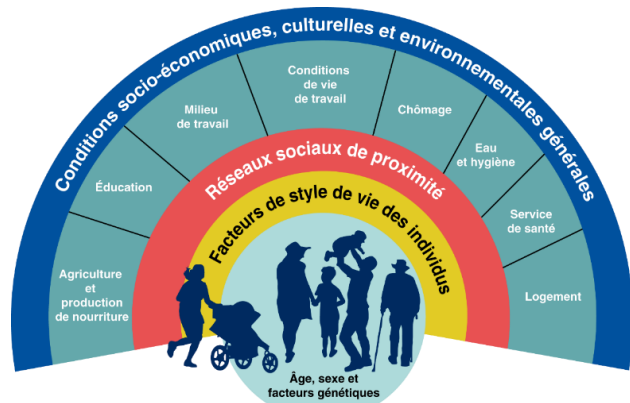 Conditions socio-économiques, culturelles et environnementales générales
Conditions
de vie
de travail
Milieu
de travail
Chômage
Éducation
Eau
et hygiène
Réseaux sociaux de proximité
Facteurs de style de vie des individus
Service
de santé
Agriculture
et
production
de nourriture
Logement
Âge, sexe et
facteurs génétiques